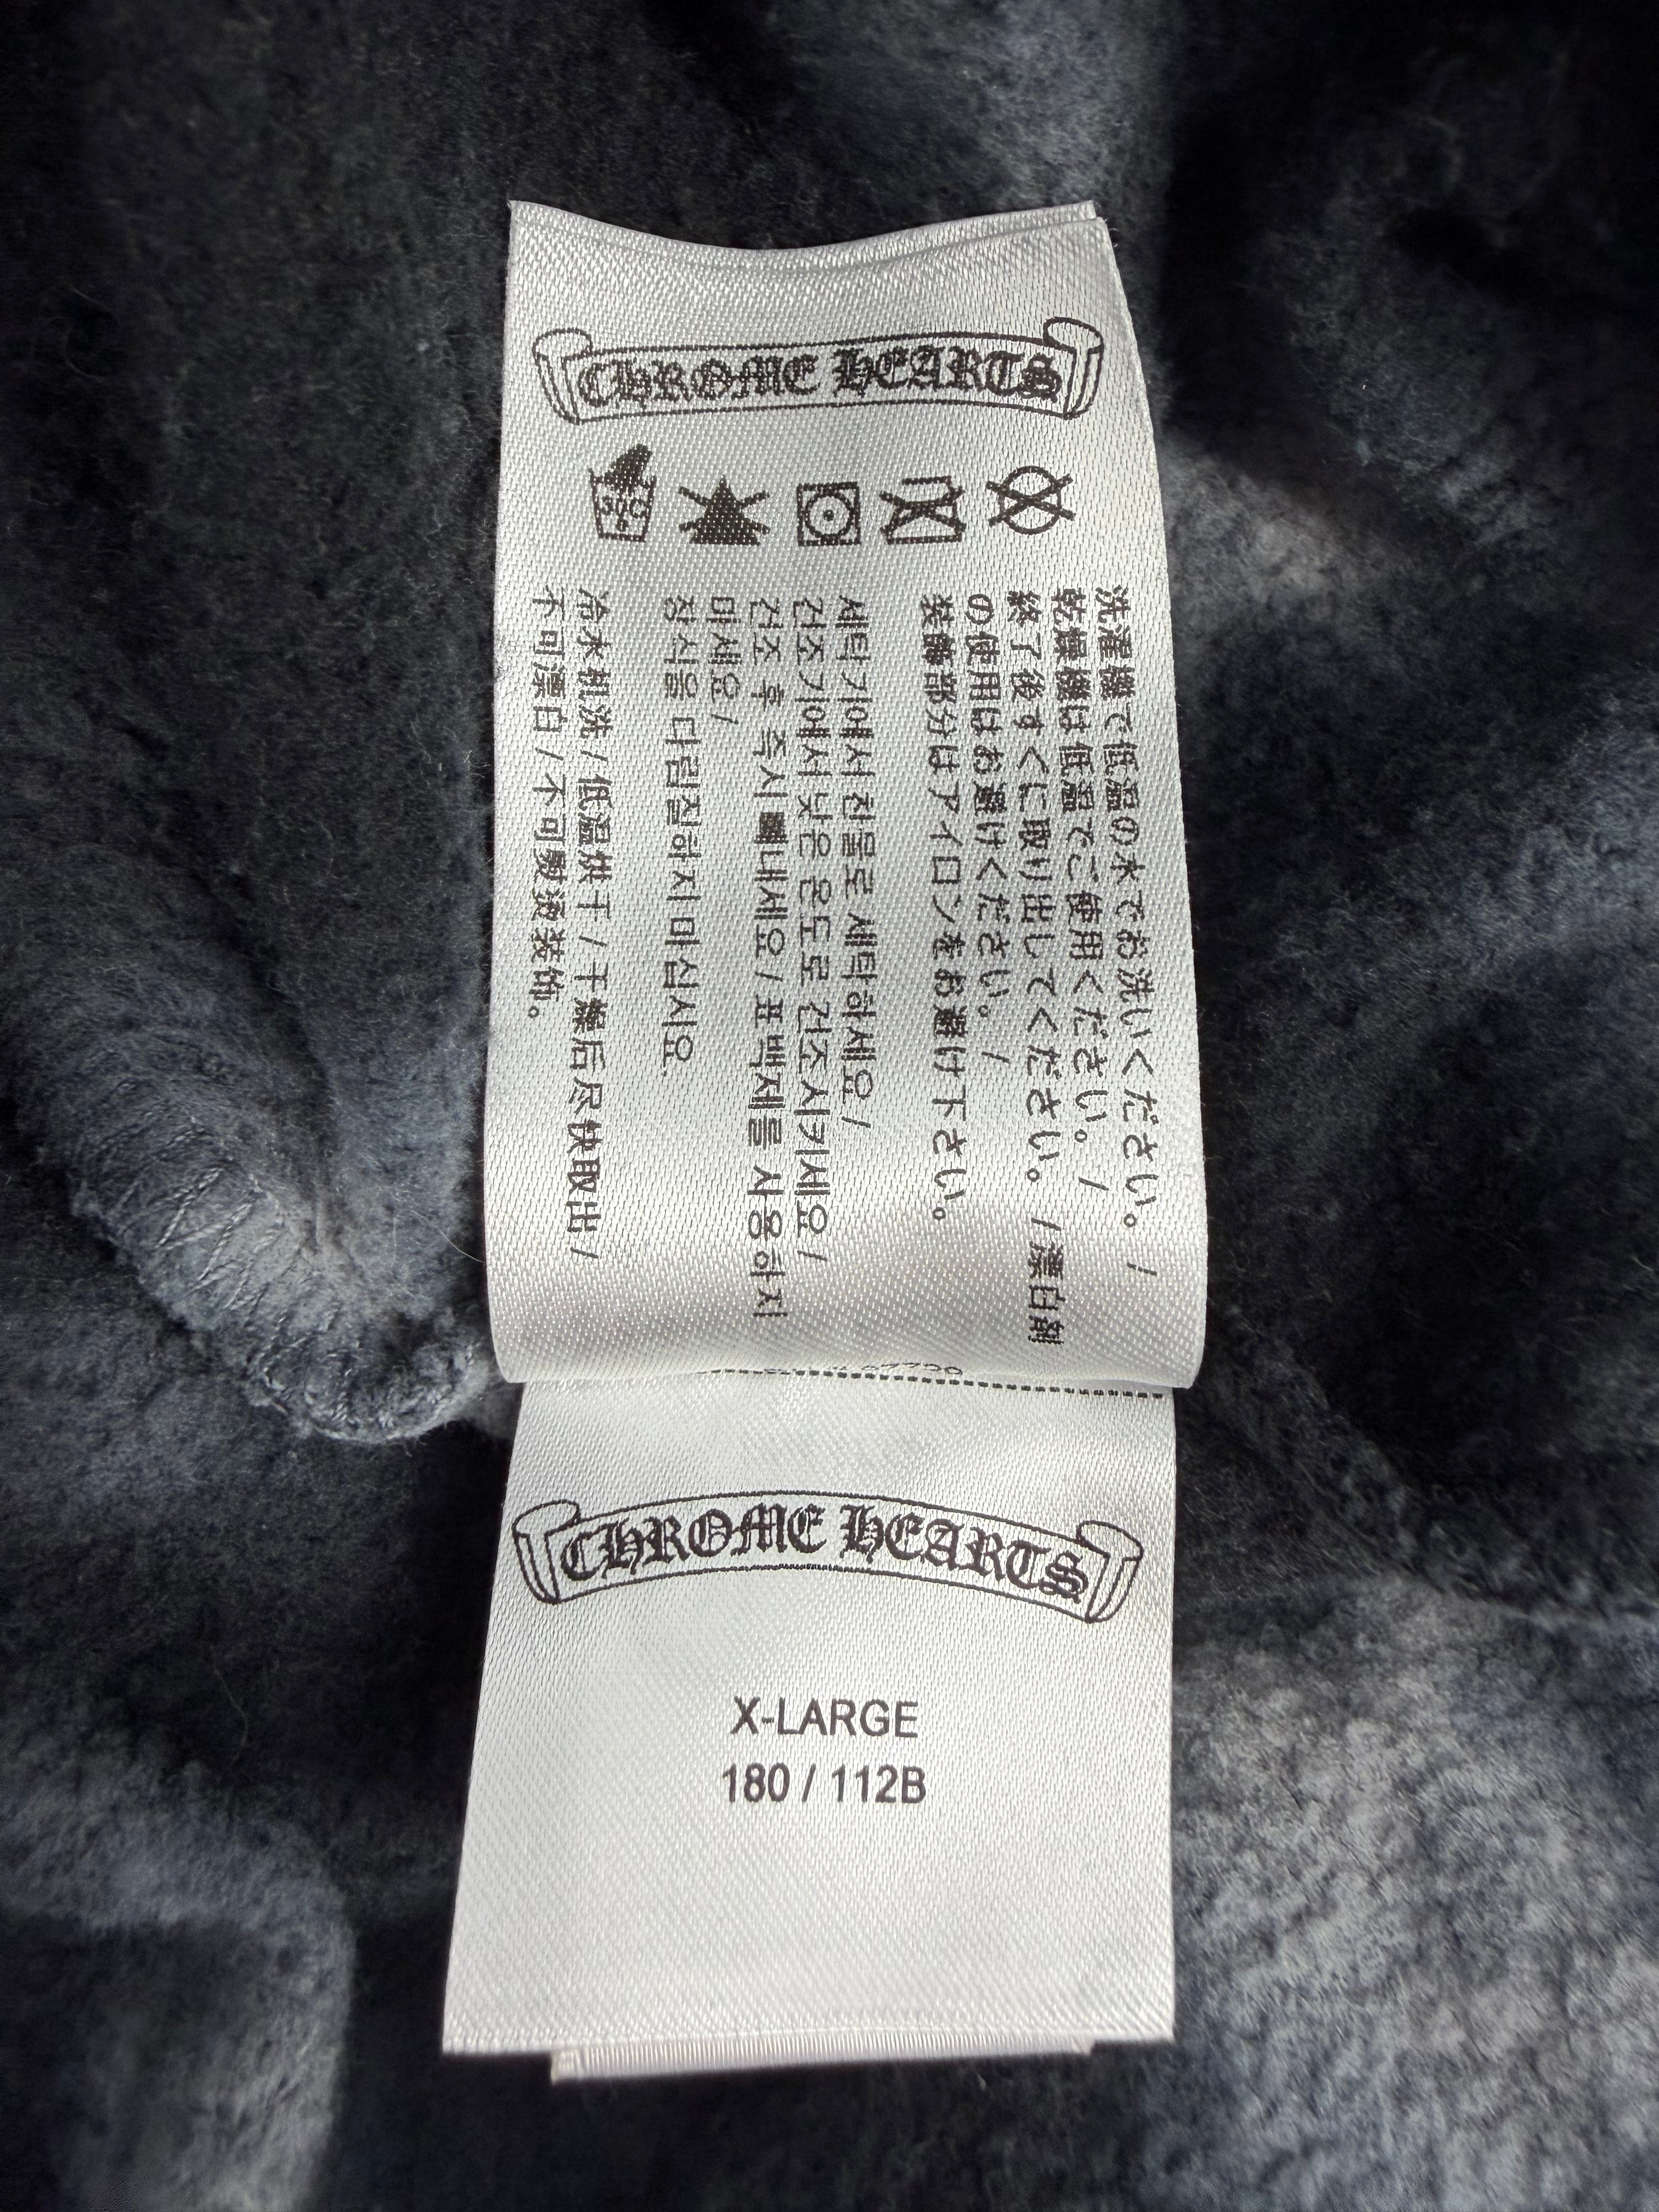 CHROME HEARTS
洗濯機で低温の水でお洗いください。 /
乾燥機は低温でご使用ください。 /
終了後すぐに取り出してください。 / 漂白剤
の使用はお避けください。 /
装飾部分はアイロンをお避け下さい。
세탁기에서 찬물로 세탁하세요 /
건조기에서 낮은 온도로 건조시키세요 /
건조 후 즉시 빼내세요 / 표백제를 사용하지
마세요 /
장식을 다림질하지 마십시요.
冷水机洗 / 低温烘干 / 干燥后尽快取出 /
不可漂白 / 不可熨烫装饰。
CHROME HEARTS
X-LARGE
180 / 112B